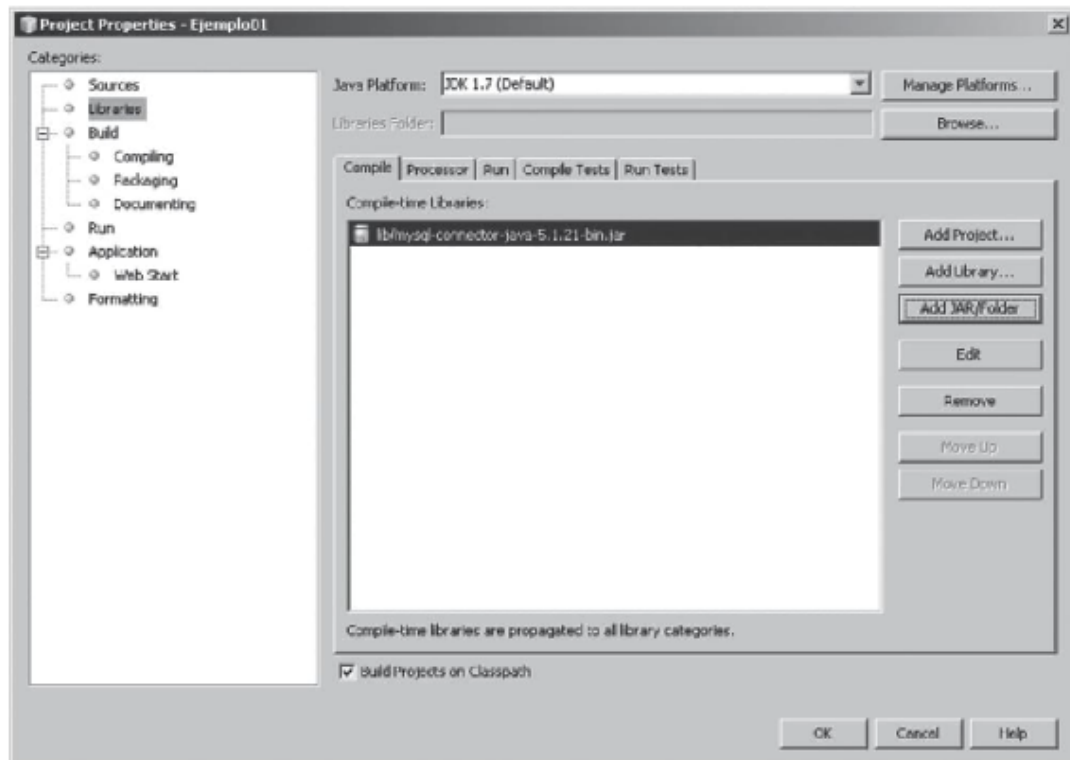 Project Properties - Ejemplo01
Categories:
Sources
Libraries
Build
Compiling
Packaging
Documenting
Run
Application
Web Start
Formatting
Java Platform: JDK 1.7 (Default) Manage Platforms...
Libraries Folder: Browse...
Compile Processor Run Compile Tests Run Tests
Compile-time Libraries:
lib/mysql-connector-java-5.1.21-bin.jar
Add Project...
Add Library...
Add JAR/Folder
Edit
Remove
Move Up
Move Down
Compile-time libraries are propagated to all library categories.
Build Projects on Classpath
OK Cancel Help